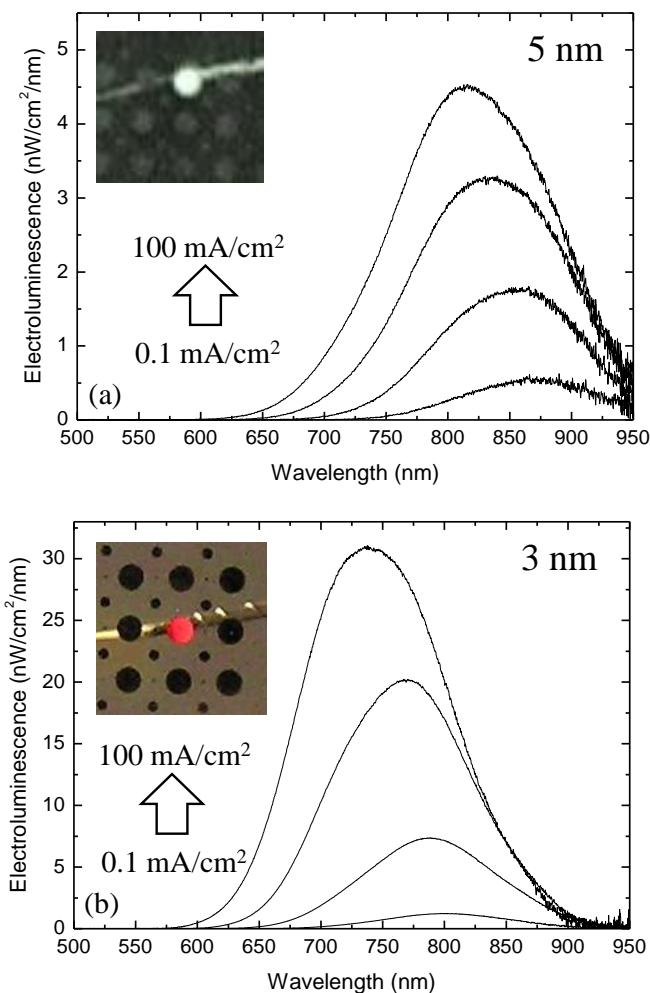 5 nm
5
4
3
2
1
0
Electroluminescence (nW/cm²/nm)
100 mA/cm²
0.1 mA/cm²
(a)
500 550 600 650 700 750 800 850 900 950
Wavelength (nm)
3 nm
30
25
20
15
10
5
0
Electroluminescence (nW/cm²/nm)
100 mA/cm²
0.1 mA/cm²
(b)
500 550 600 650 700 750 800 850 900 950
Wavelength (nm)